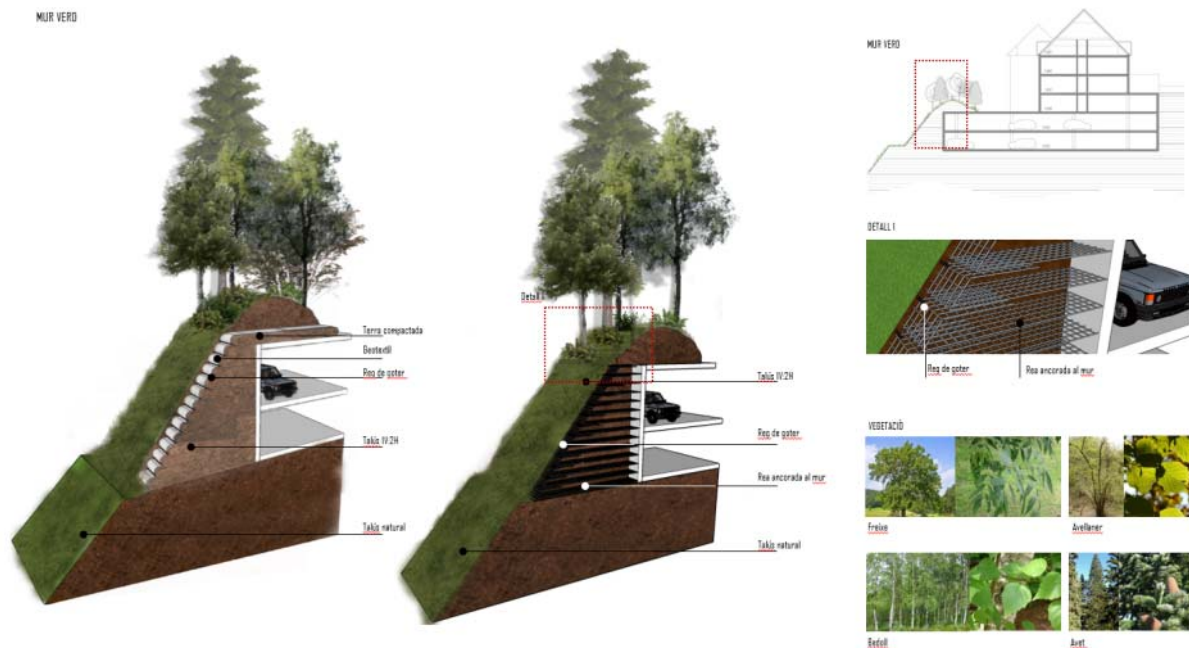 MUR VERD
Terra compactada
Geotextil
Reg de goter
Talús 1V:2H
Talús natural
Detall
Talús 1V:2H
Reg de goter
Rea ancorada al mur
Talús natural
MUR VERD
DETALL 1
Reg de goter
Rea ancorada al mur
VEGETACIÓ
Freixe
Avellaner
Bedoll
Avet